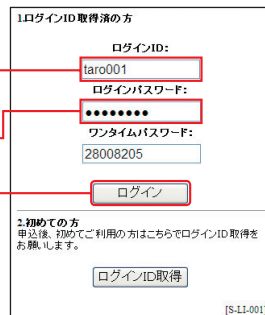 1.ログインID取得済の方
ログインID:
taro001
ログインパスワード:
●●●●●●●●
ワンタイムパスワード:
28008205
ログイン
2.初めての方
申込後、初めてご利用の方はこちらでログインID取得を
お願いします。
ログインID取得
[S-LI-001]